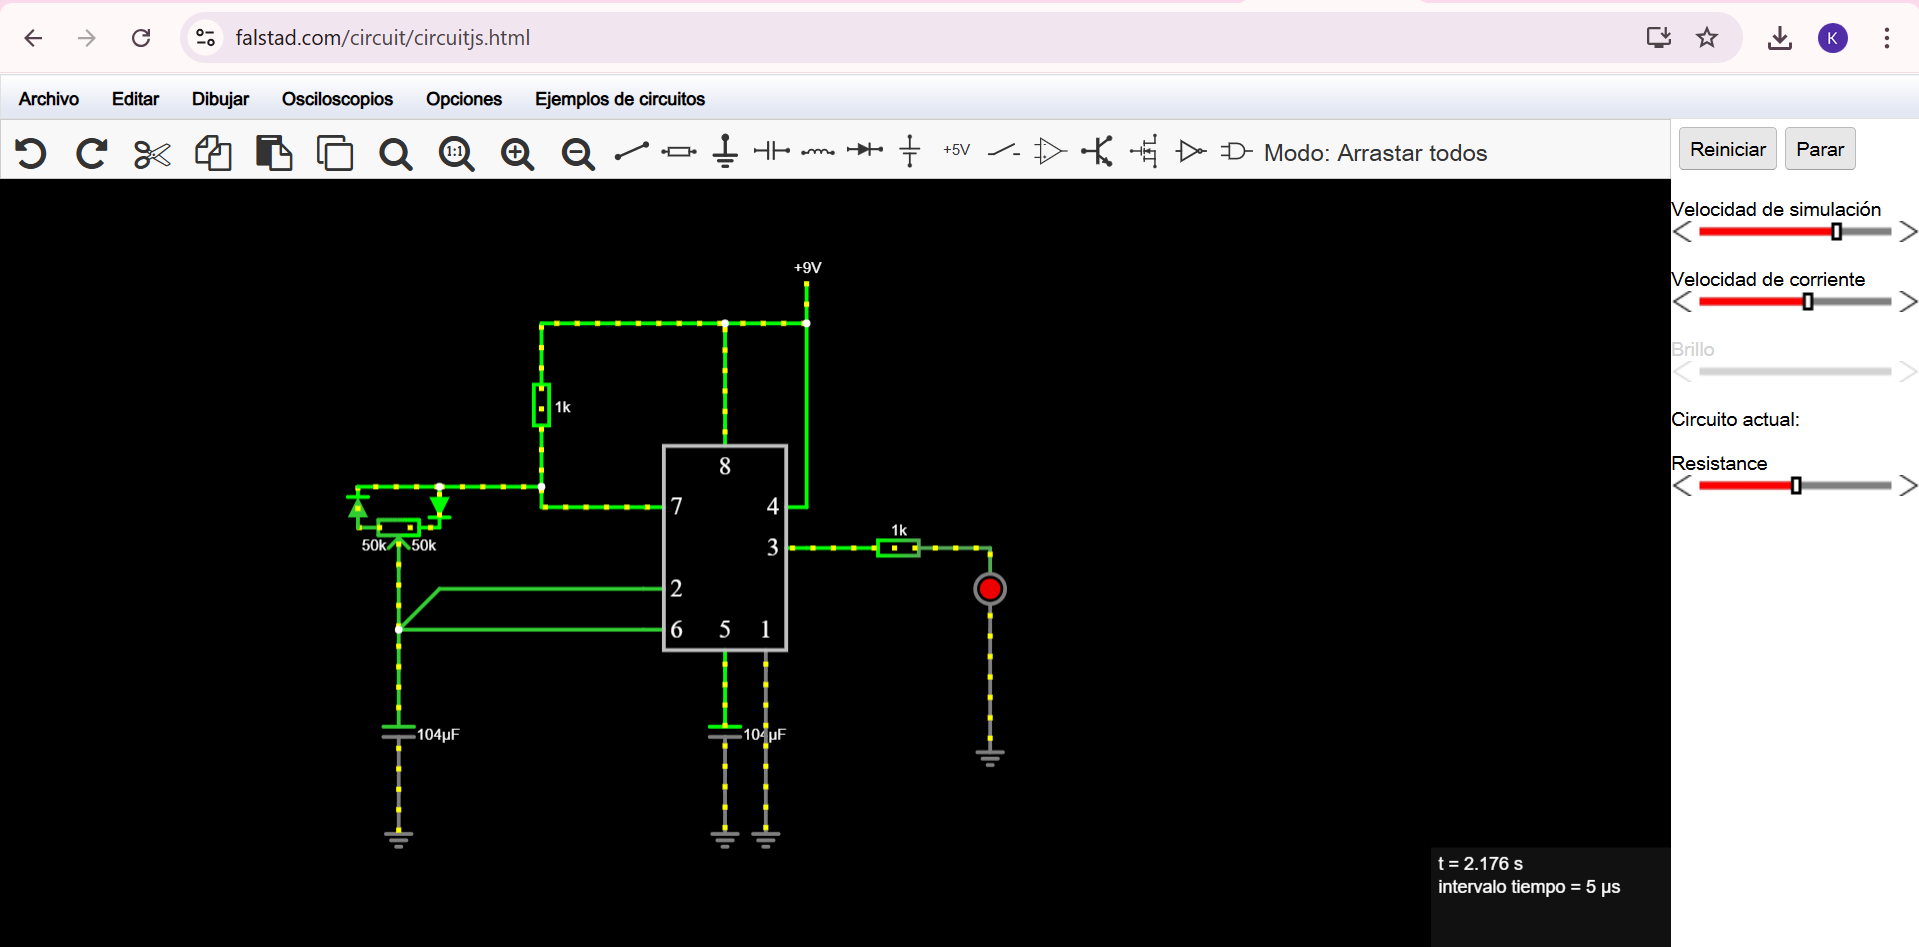 falstad.com/circuit/circuitjs.html
K
Archivo Editar Dibujar Osciloscopios Opciones Ejemplos de circuitos
1:1
+5V
Modo: Arrastar todos
Reiniciar Parar
Velocidad de simulación
Velocidad de corriente
Brillo
Circuito actual:
Resistance
+9V
1k
8
7 4
1k
50k 50k
3
2
6 5 1
104µF 104µF
t = 2.176 s
intervalo tiempo = 5 µs